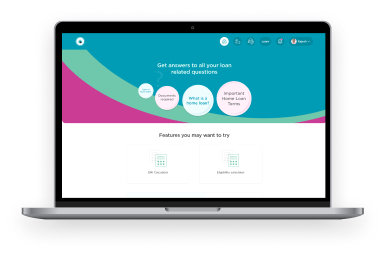 Get answers to all your loan
related questions
Documents
required
What is a
home loan?
Important
Home Loan
Terms
Features you may want to try
EMI Calculator
Eligibility calculator